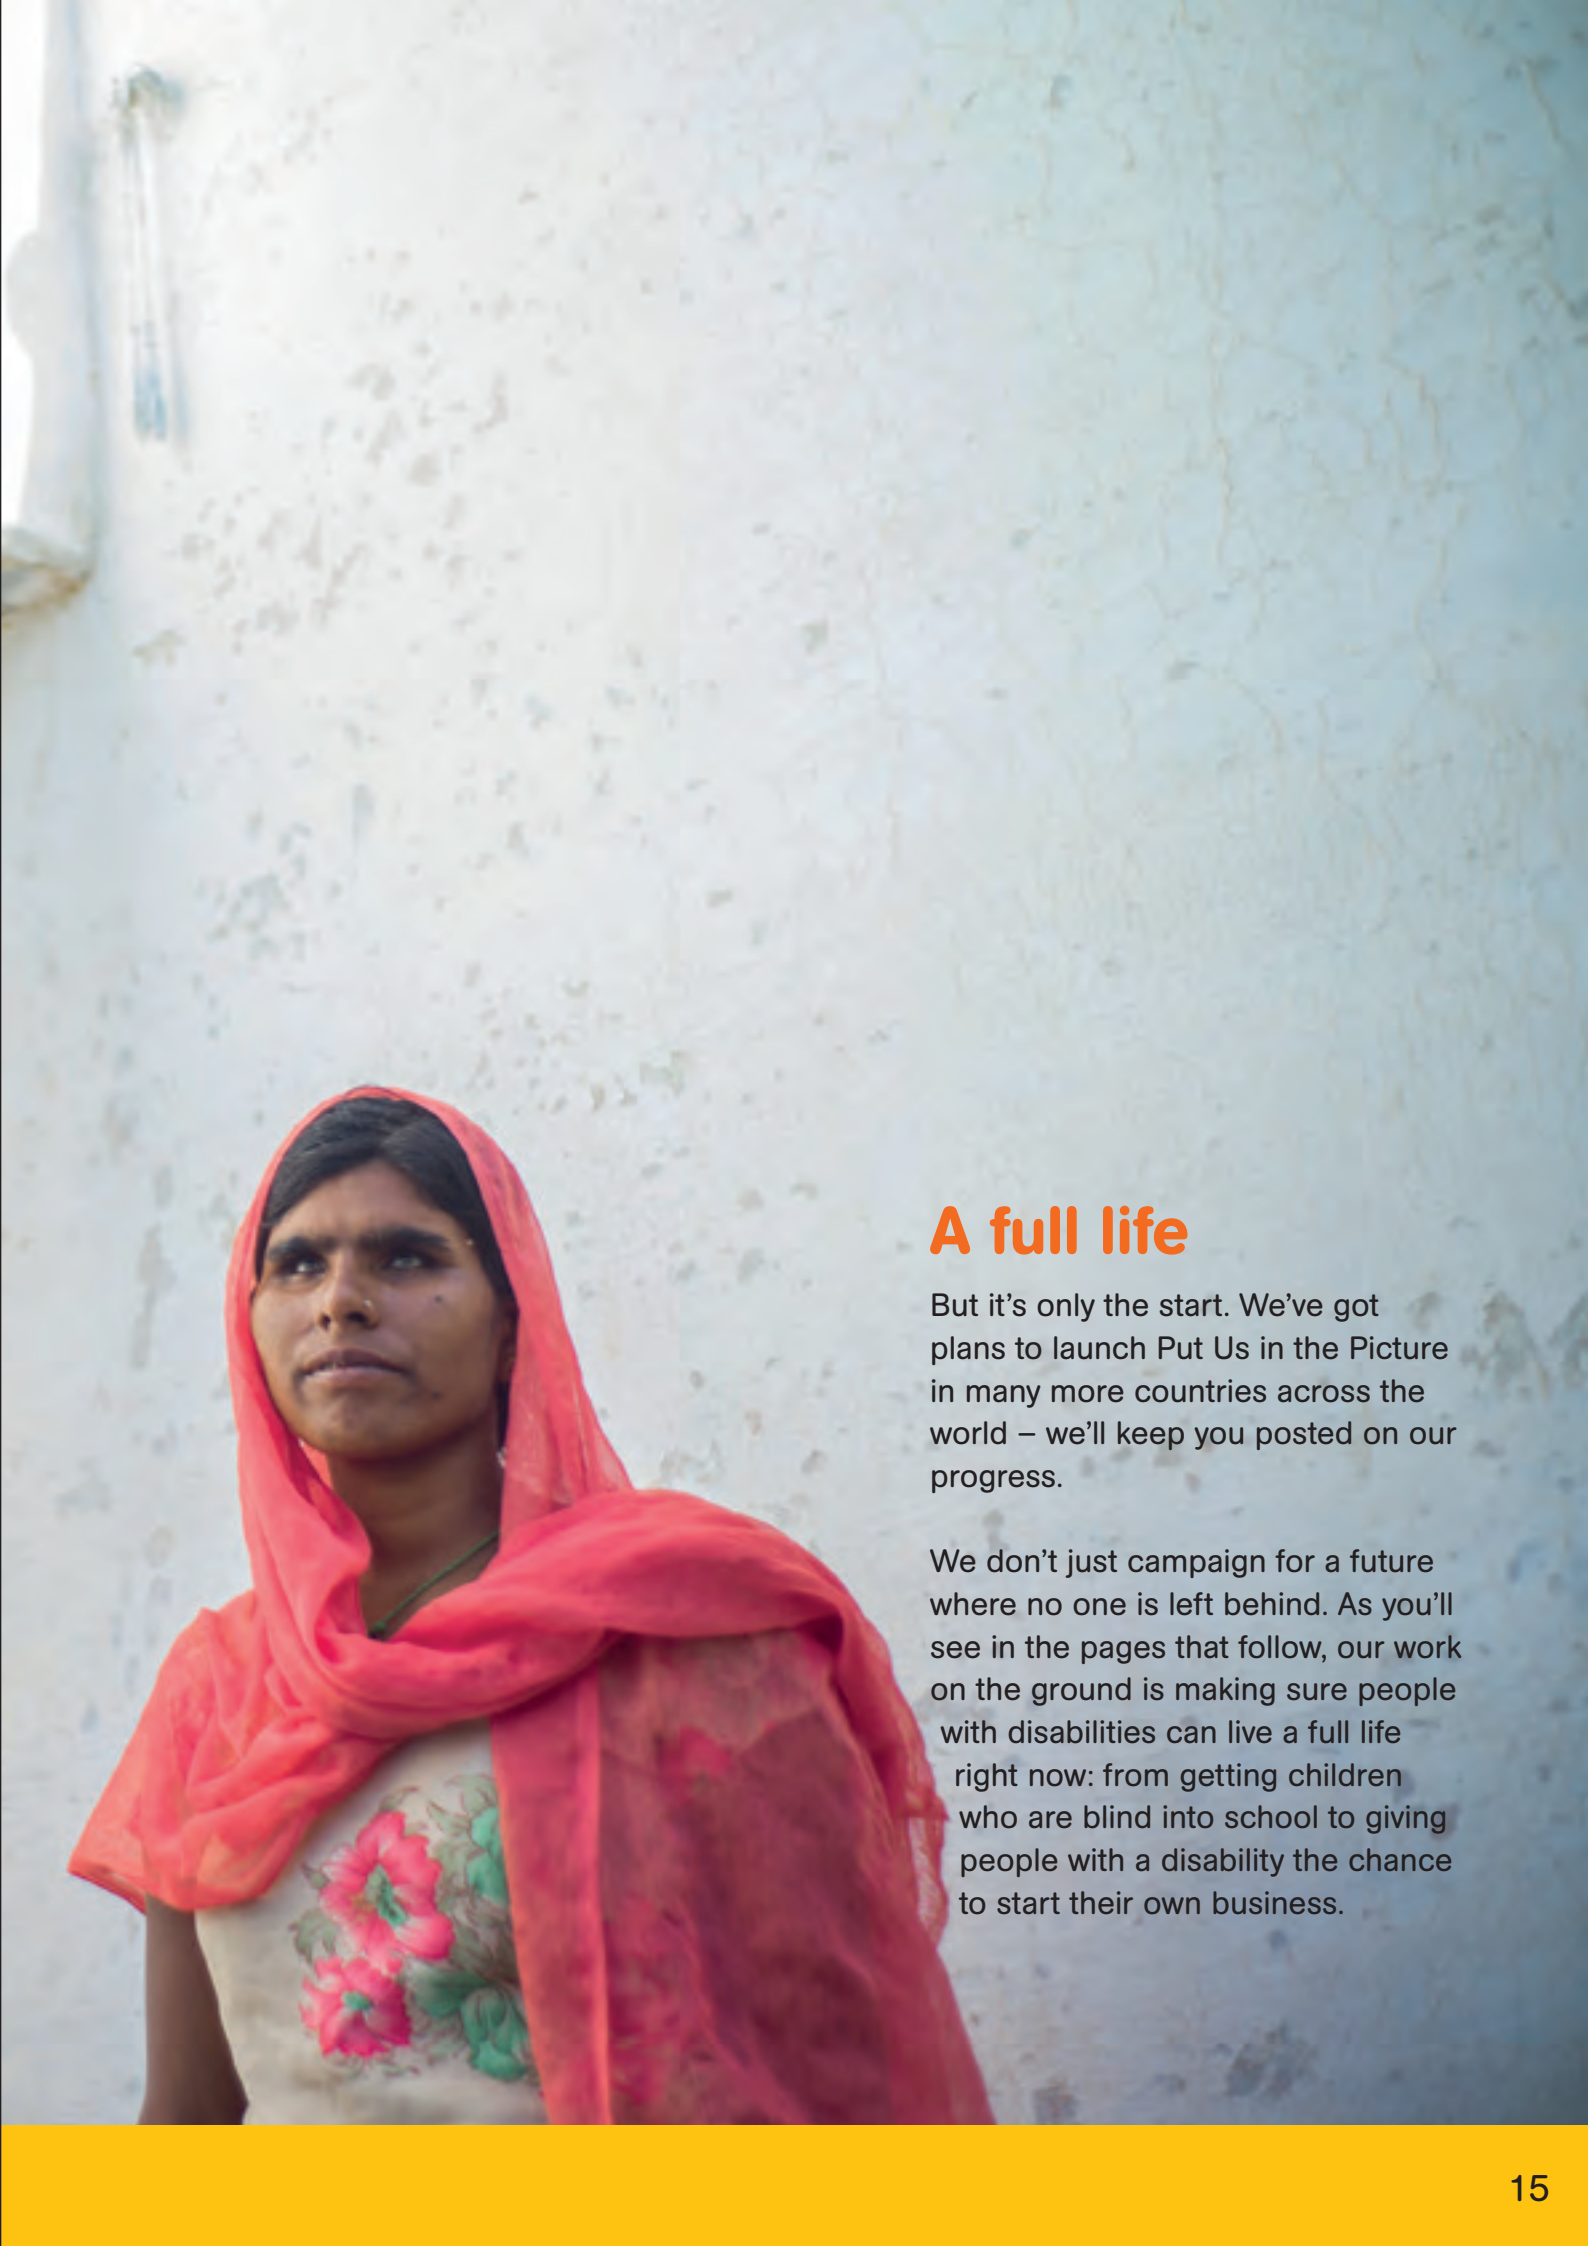 A full life
But it’s only the start. We’ve got
plans to launch Put Us in the Picture
in many more countries across the
world – we’ll keep you posted on our
progress.
We don’t just campaign for a future
where no one is left behind. As you’ll
see in the pages that follow, our work
on the ground is making sure people
with disabilities can live a full life
right now: from getting children
who are blind into school to giving
people with a disability the chance
to start their own business.
15